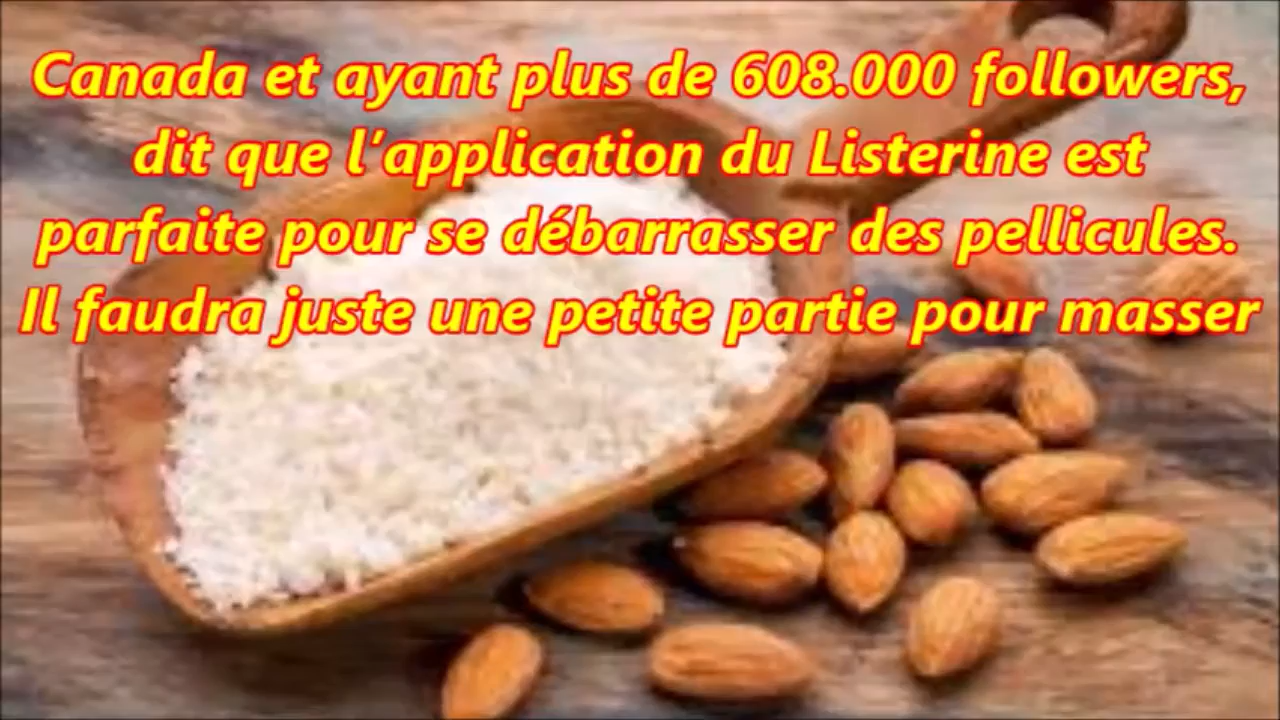 Canada et ayant plus de 608.000 followers,
dit que l’application du Listerine est
parfaite pour se débarrasser des pellicules.
Il faudra juste une petite partie pour masser